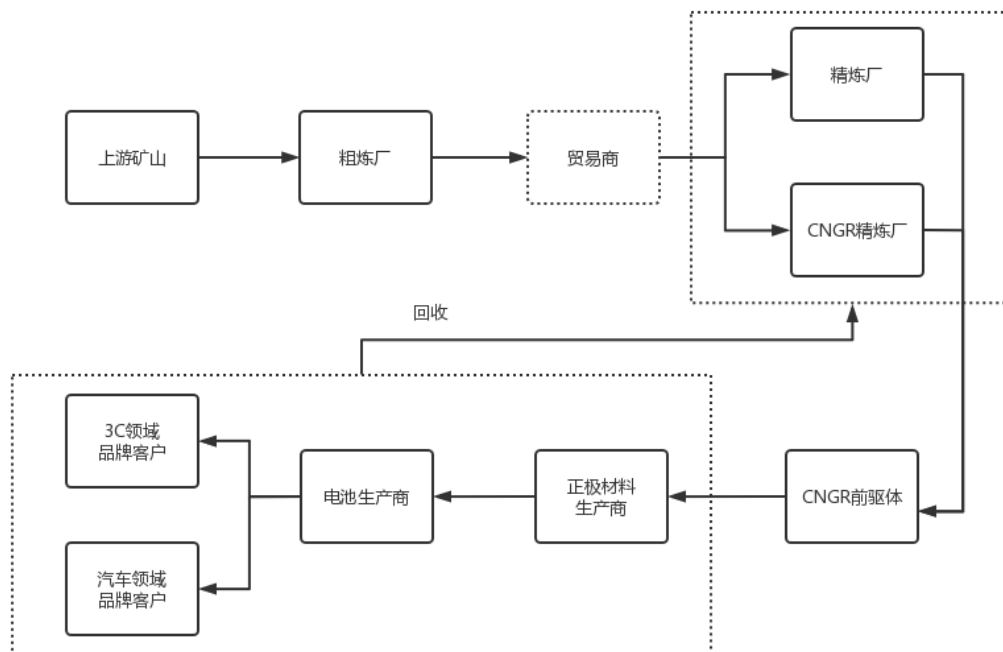 精炼厂
上游矿山
粗炼厂
贸易商
CNGR精炼厂
回收
3C领域
品牌客户
电池生产商
正极材料
生产商
CNGR前驱体
汽车领域
品牌客户